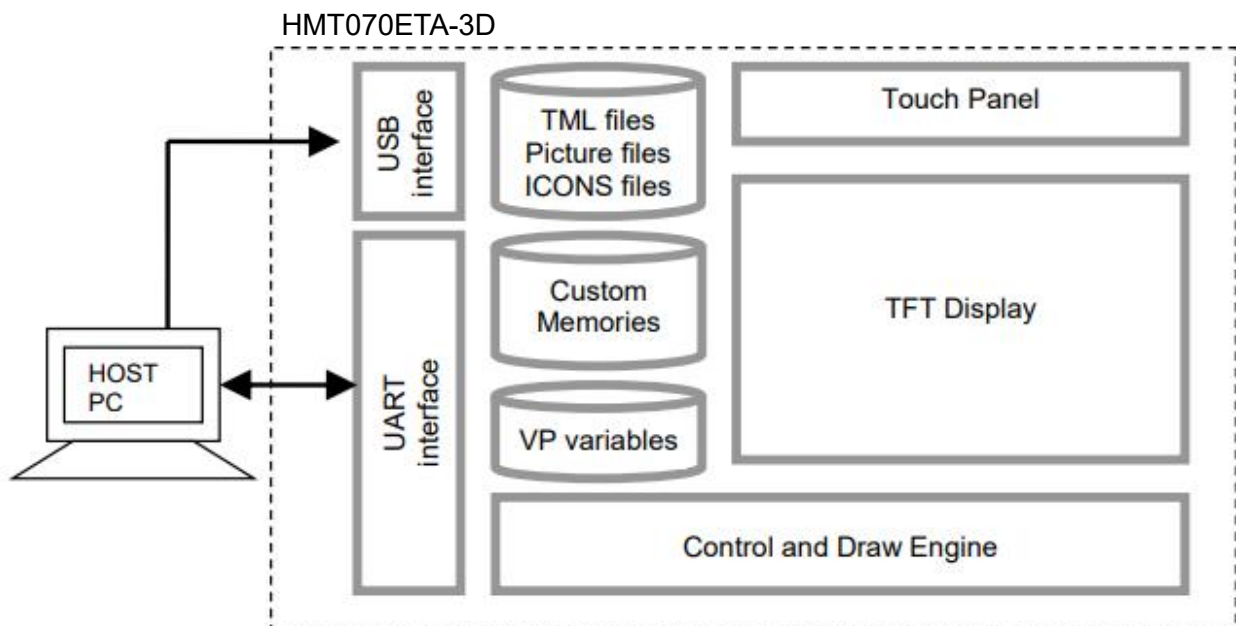 HMT070ETA-3D
USB
interface
TML files
Picture files
ICONS files
Touch Panel
Custom
Memories
TFT Display
HOST
PC
UART
interface
VP variables
Control and Draw Engine